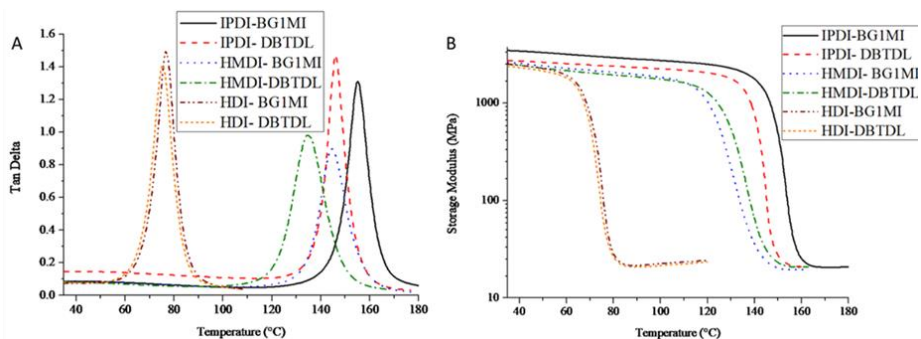 A
Tan Delta
1.6
1.4
1.2
1.0
0.8
0.6
0.4
0.2
0.0
IPDI-BG1MI
IPDI- DBTDL
HMDI- BG1MI
HMDI-DBTDL
HDI- BG1MI
HDI- DBTDL
40 60 80 100 120 140 160 180
Temperature (°C)
B
Storage Modulus (MPa)
1000
100
10
IPDI-BG1MI
IPDI- DBTDL
HMDI- BG1MI
HMDI-DBTDL
HDI-BG1MI
HDI-DBTDL
40 60 80 100 120 140 160 180
Temperature (°C)